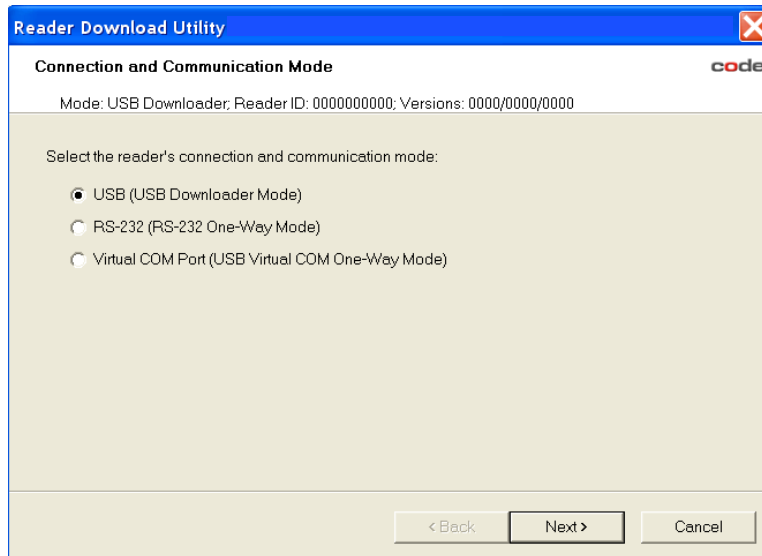 Reader Download Utility
Connection and Communication Mode
code
Mode: USB Downloader; Reader ID: 0000000000; Versions: 0000/0000/0000
Select the reader's connection and communication mode:
USB (USB Downloader Mode)
RS-232 (RS-232 One-Way Mode)
Virtual COM Port (USB Virtual COM One-Way Mode)
< Back
Next >
Cancel